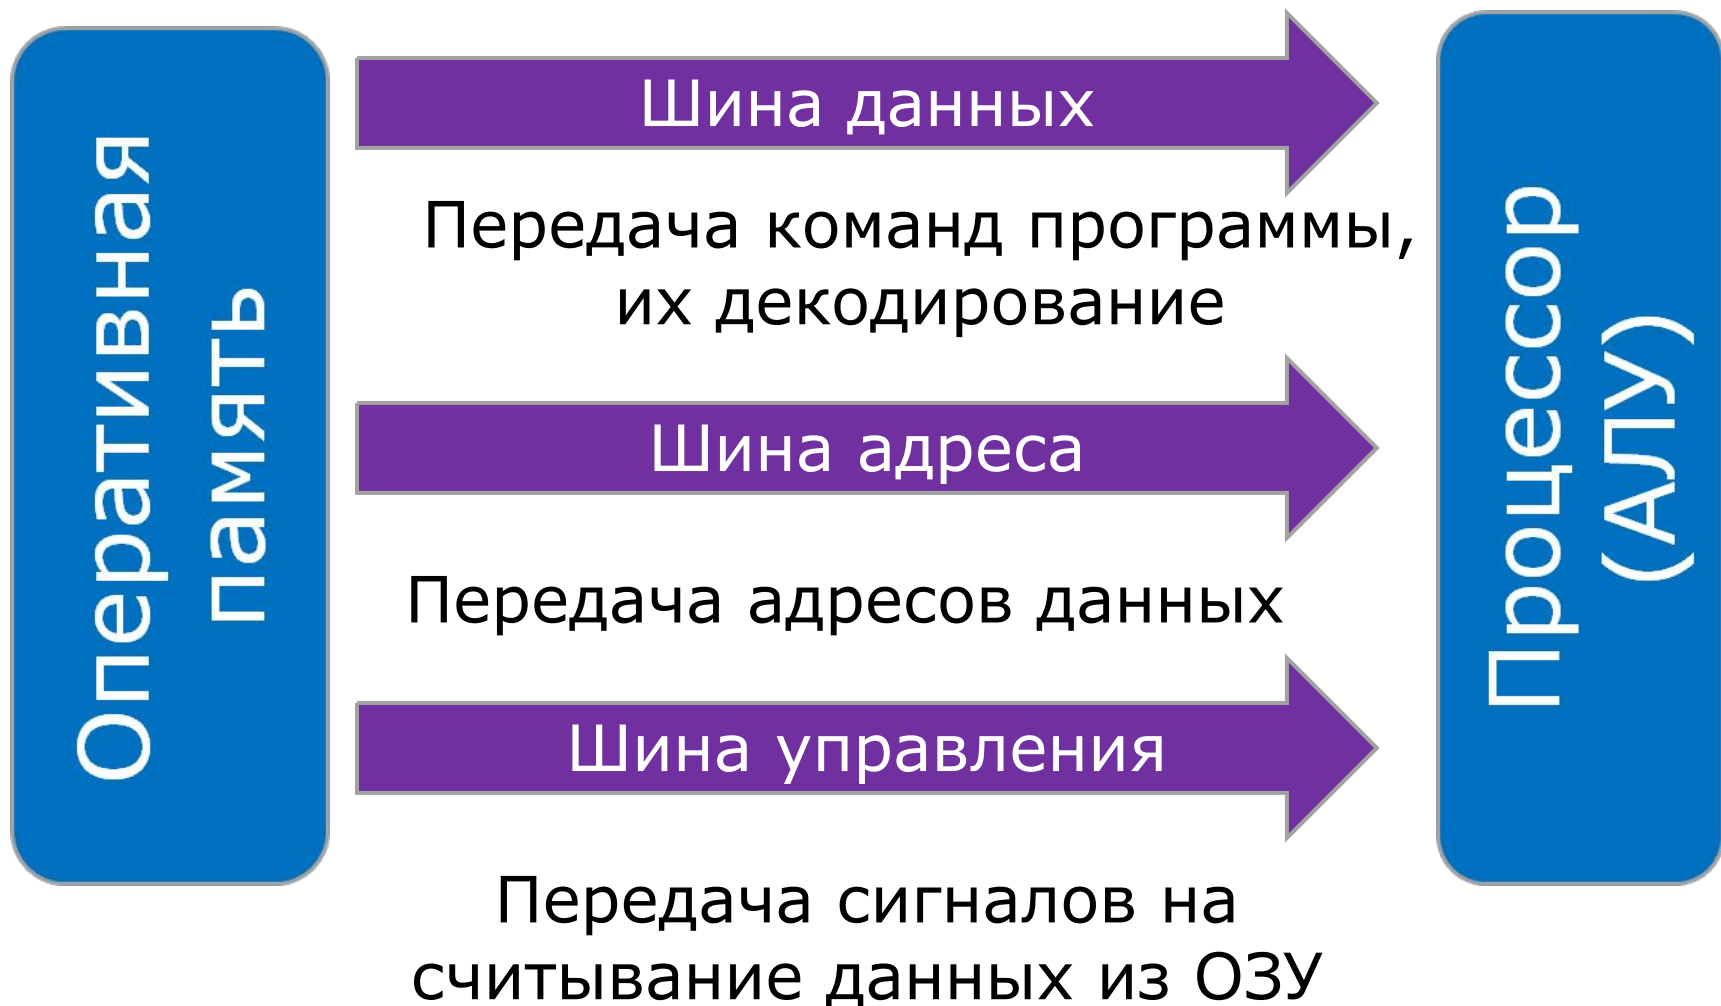 Оперативная
память
Шина данных
Передача команд программы,
их декодирование
Шина адреса
Передача адресов данных
Шина управления
Передача сигналов на
считывание данных из ОЗУ
Процессор
(АЛУ)